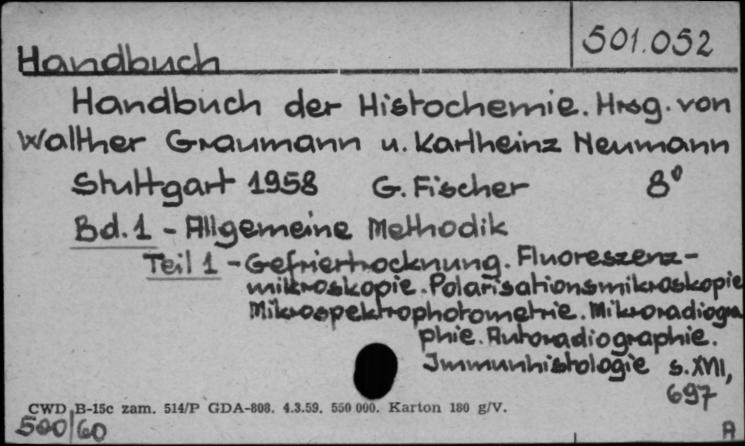 501.052
Handbuch
Handbuch der Histochemie. Hrsg. von
Walther Graumann u. Karlheinz Neumann
Stuttgart 1958 G. Fischer 8°
Bd. 1 - Allgemeine Methodik
Teil 1 - Gefriertrocknung. Fluoreszenz-
mikroskopie. Polarisationsmikroskopie
Mikrospektrophotometrie. Mikroradiogra
phie. Autoradiographie.
Immunhistologie S. XVI,
697
CWD B-15c zam. 514/P GDA-808. 4.3.59. 550 000. Karton 180 g/V.
500/60
A